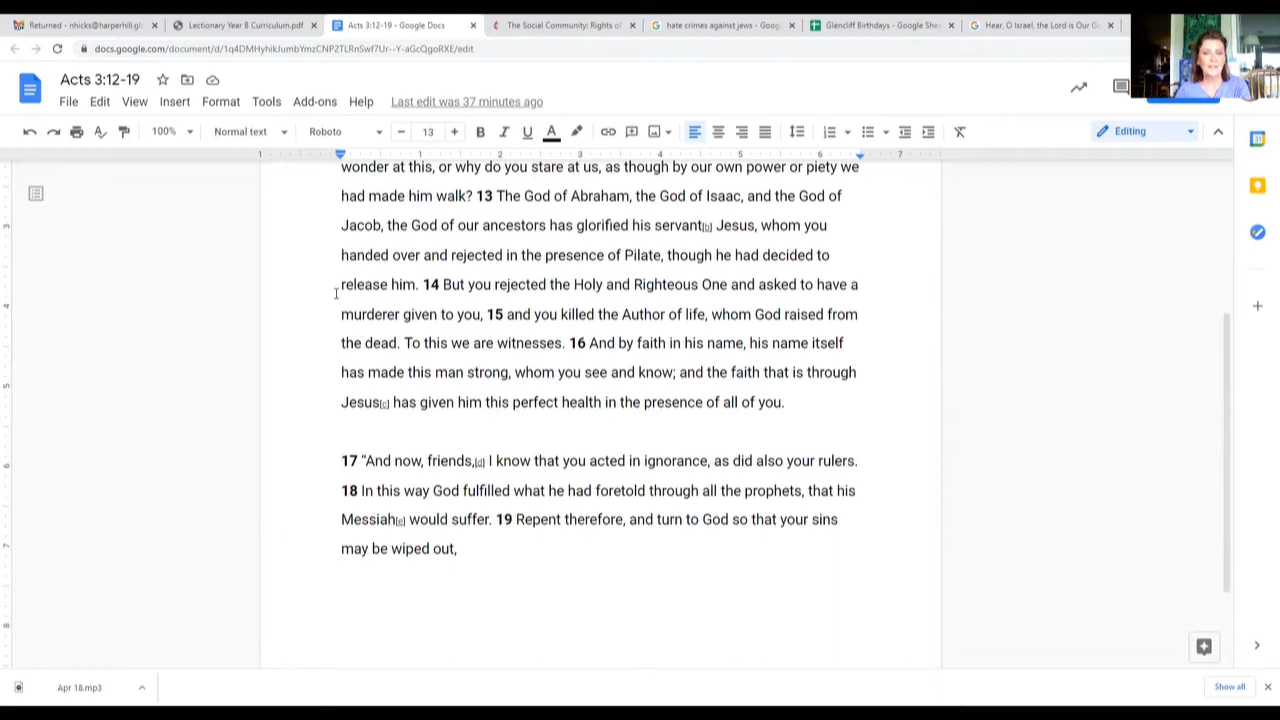 Returned - nhicks@harperhill.gl
Lectionary Year B Curriculum.pdf
Acts 3:12-19 - Google Docs
The Social Community: Rights of
hate crimes against jews - Goog
Glencliff Birthdays - Google She
Hear, O Israel, the Lord is Our G
Acts 3:12-19
File Edit View Insert Format Tools Add-ons Help Last edit was 37 minutes ago
100% Normal text Roboto 18 Editing
1 1 2 3 4 5 6 7
wonder at this, or why do you stare at us, as though by our own power or piety we
had made him walk? 13 The God of Abraham, the God of Isaac, and the God of
Jacob, the God of our ancestors has glorified his servant[b] Jesus, whom you
handed over and rejected in the presence of Pilate, though he had decided to
release him. 14 But you rejected the Holy and Righteous One and asked to have a
murderer given to you, 15 and you killed the Author of life, whom God raised from
the dead. To this we are witnesses. 16 And by faith in his name, his name itself
has made this man strong, whom you see and know; and the faith that is through
Jesus[c] has given him this perfect health in the presence of all of you.
17 “And now, friends,[d] I know that you acted in ignorance, as did also your rulers.
18 In this way God fulfilled what he had foretold through all the prophets, that his
Messiah[e] would suffer. 19 Repent therefore, and turn to God so that your sins
may be wiped out,
Apr 18.mp3
Show all